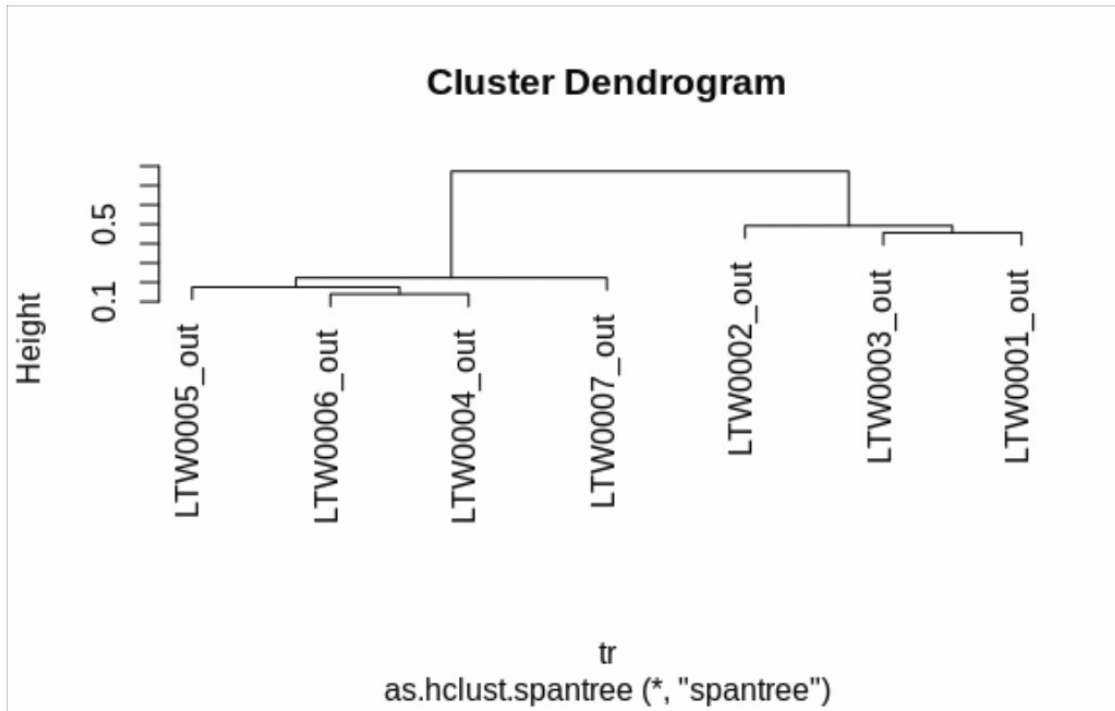 Cluster Dendrogram
Height
0.5
0.1
LTW0005_out
LTW0006_out
LTW0004_out
LTW0007_out
LTW0002_out
LTW0003_out
LTW0001_out
tr
as.hclust.spantree (*, "spantree")